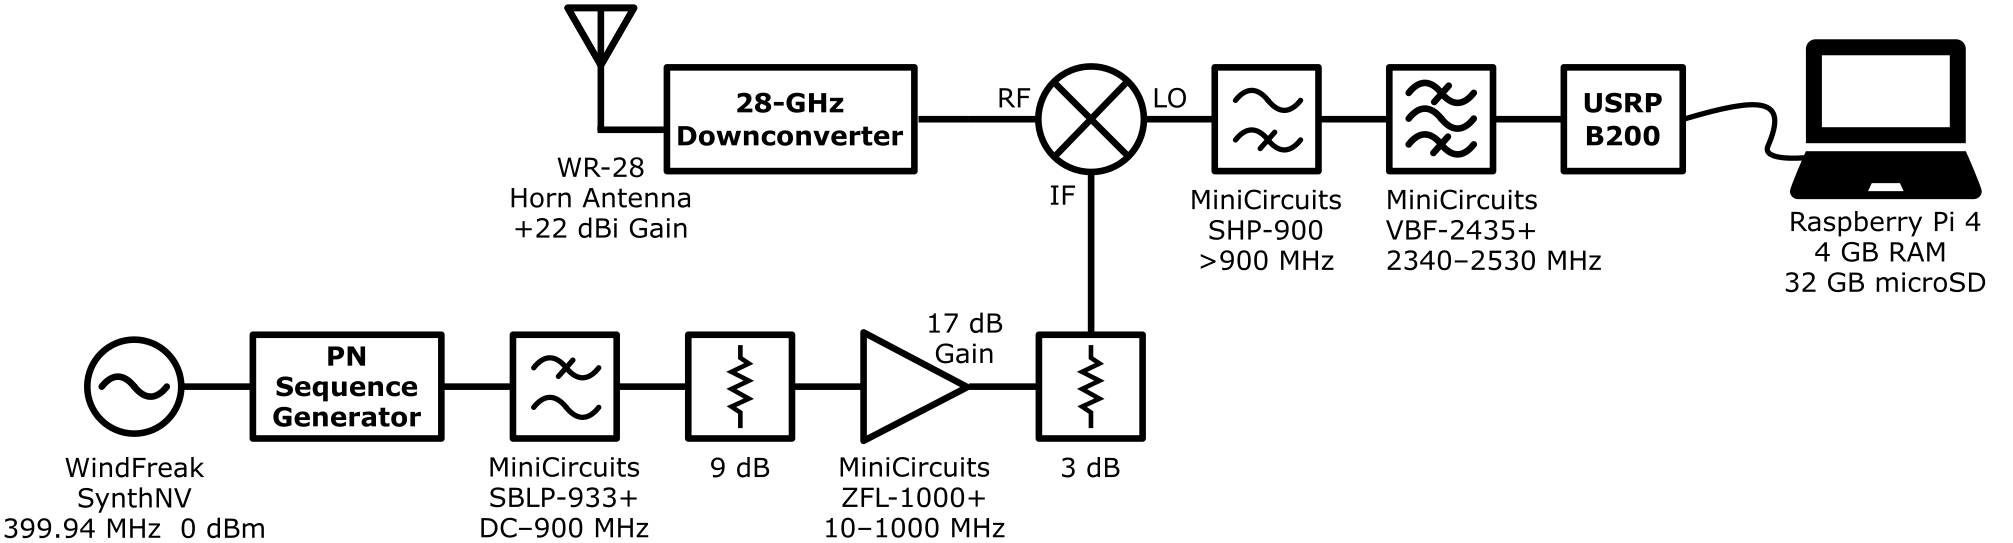 28-GHz
Downconverter
RF
LO
IF
USRP
B200
WR-28
Horn Antenna
+22 dBi Gain
MiniCircuits
SHP-900
>900 MHz
MiniCircuits
VBF-2435+
2340–2530 MHz
Raspberry Pi 4
4 GB RAM
32 GB microSD
PN
Sequence
Generator
17 dB
Gain
WindFreak
SynthNV
399.94 MHz  0 dBm
MiniCircuits
SBLP-933+
DC–900 MHz
9 dB
MiniCircuits
ZFL-1000+
10–1000 MHz
3 dB